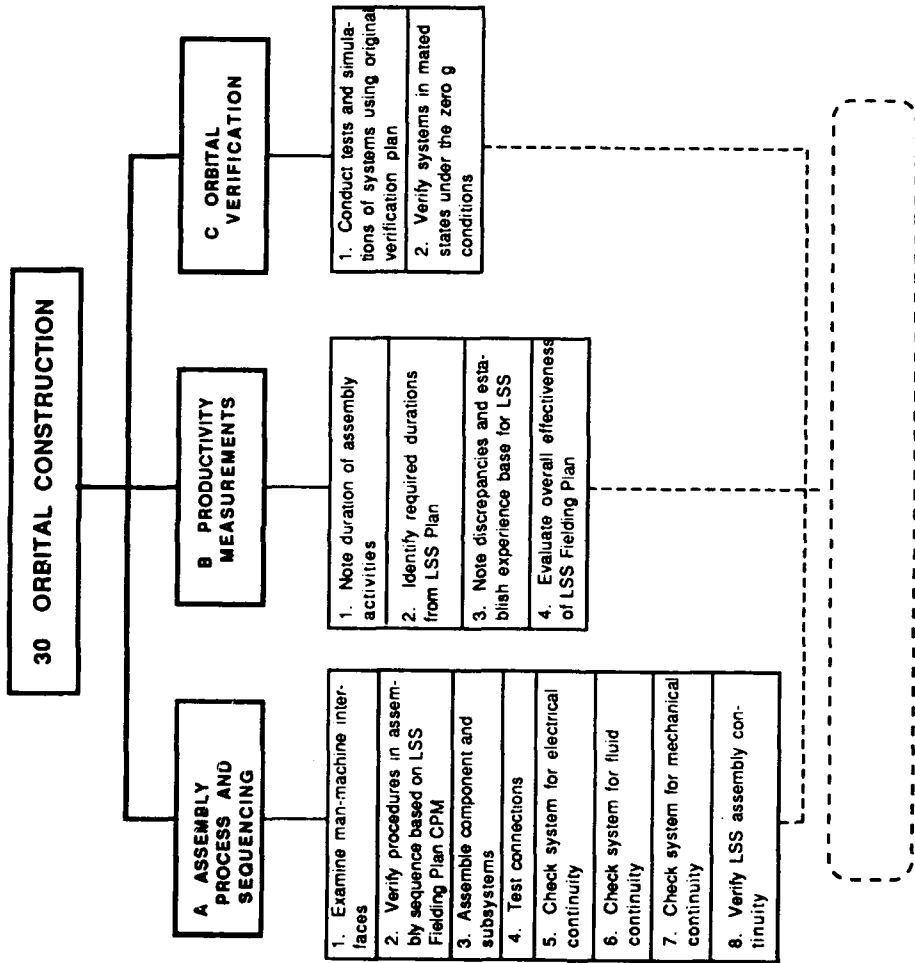 30 ORBITAL CONSTRUCTION
A ASSEMBLY
PROCESS AND
SEQUENCING
1. Examine man-machine inter-
faces
2. Verify procedures in assem-
bly sequence based on LSS
Fielding Plan CPM
3. Assemble component and
subsystems
4. Test connections
5. Check system for electrical
continuity
6. Check system for fluid
continuity
7. Check system for mechanical
continuity
8. Verify LSS assembly con-
tinuity
B PRODUCTIVITY
MEASUREMENTS
1. Note duration of assembly
activities
2. Identify required durations
from LSS Plan
3. Note discrepancies and esta-
blish experience base for LSS
4. Evaluate overall effectiveness
of LSS Fielding Plan
C ORBITAL
VERIFICATION
1. Conduct tests and simula-
tions of systems using original
verification plan
2. Verify systems in mated
states under the zero g
conditions